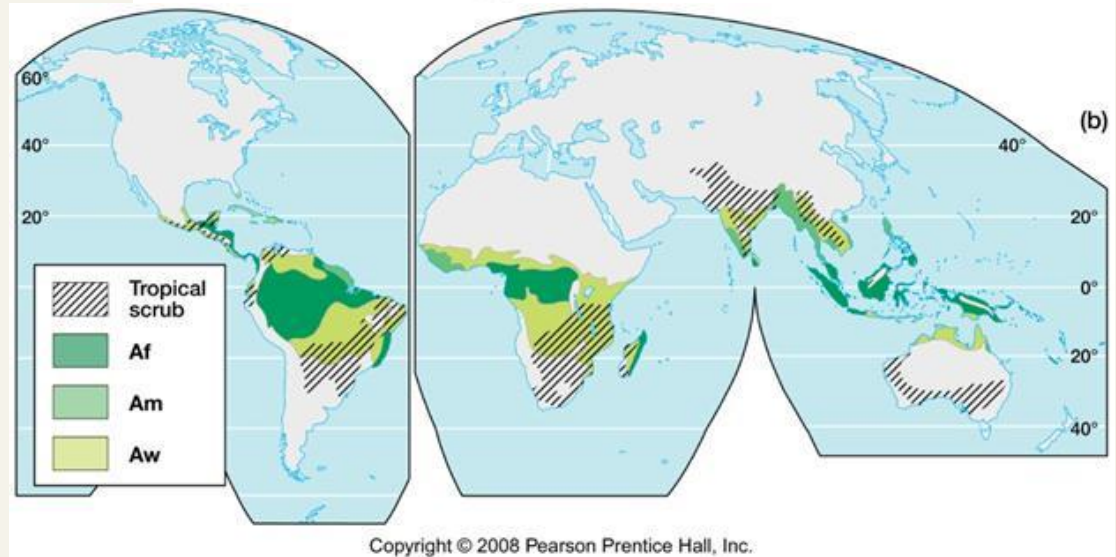 60°
40°
20°
(b)
40°
20°
0°
20°
40°
Tropical
scrub
Af
Am
Aw
Copyright © 2008 Pearson Prentice Hall, Inc.